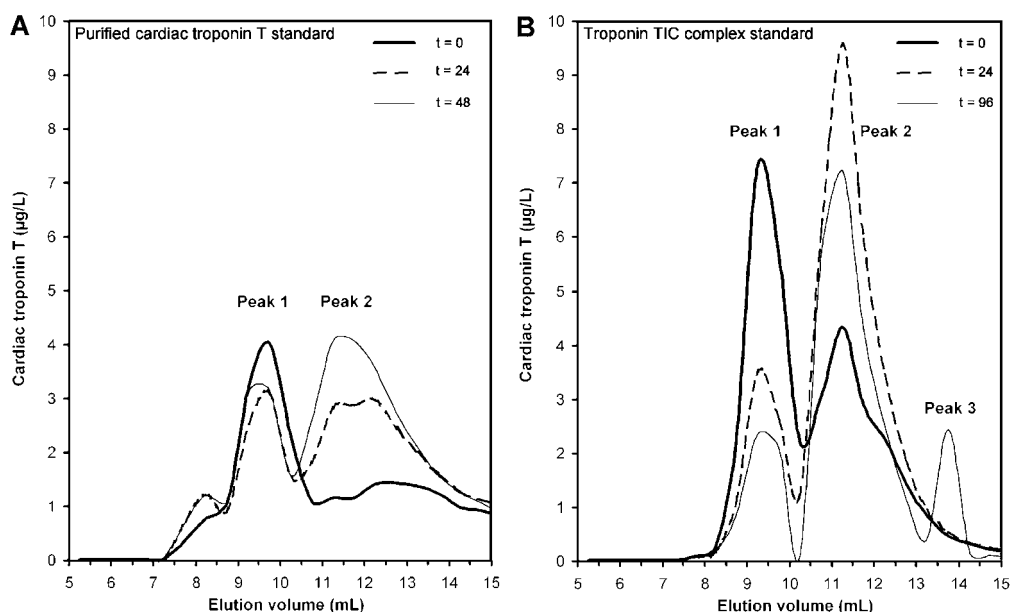 A
Purified cardiac troponin T standard
t = 0
t = 24
t = 48
Peak 1
Peak 2
Cardiac troponin T (µg/L)
10
9
8
7
6
5
4
3
2
1
0
5 6 7 8 9 10 11 12 13 14 15
Elution volume (mL)
B
Troponin TIC complex standard
t = 0
t = 24
t = 96
Peak 1
Peak 2
Peak 3
Cardiac troponin T (µg/L)
10
9
8
7
6
5
4
3
2
1
0
5 6 7 8 9 10 11 12 13 14 15
Elution volume (mL)